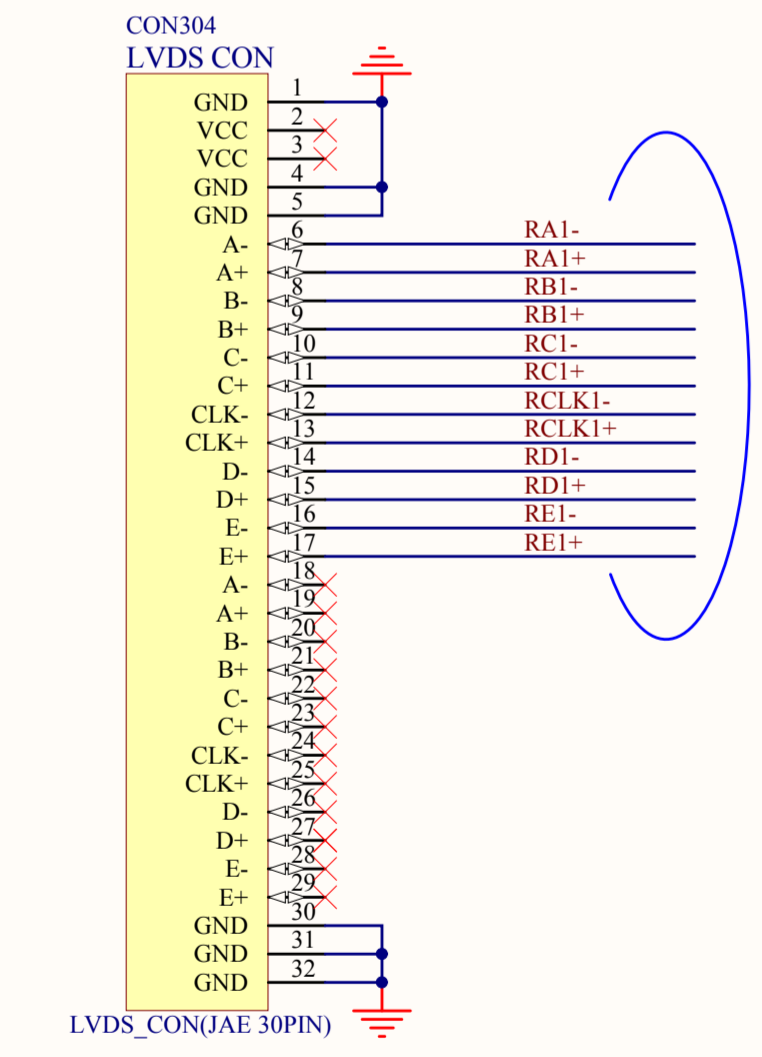 CON304
LVDS CON
GND 1
VCC 2
VCC 3
GND 4
GND 5
A- 6 RA1-
A+ 7 RA1+
B- 8 RB1-
B+ 9 RB1+
C- 10 RC1-
C+ 11 RC1+
CLK- 12 RCLK1-
CLK+ 13 RCLK1+
D- 14 RD1-
D+ 15 RD1+
E- 16 RE1-
E+ 17 RE1+
A- 18
A+ 19
B- 20
B+ 21
C- 22
C+ 23
CLK- 24
CLK+ 25
D- 26
D+ 27
E- 28
E+ 29
GND 30
GND 31
GND 32
LVDS_CON(JAE 30PIN)